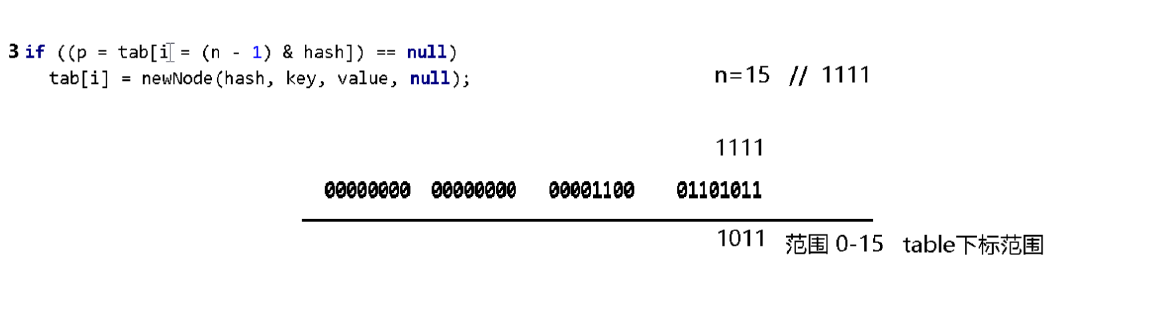 3 if ((p = tab[i = (n - 1) & hash]) == null)
tab[i] = newNode(hash, key, value, null);
n=15 // 1111
1111
00000000 00000000 00001100 01101011
1011 范围 0-15 table下标范围